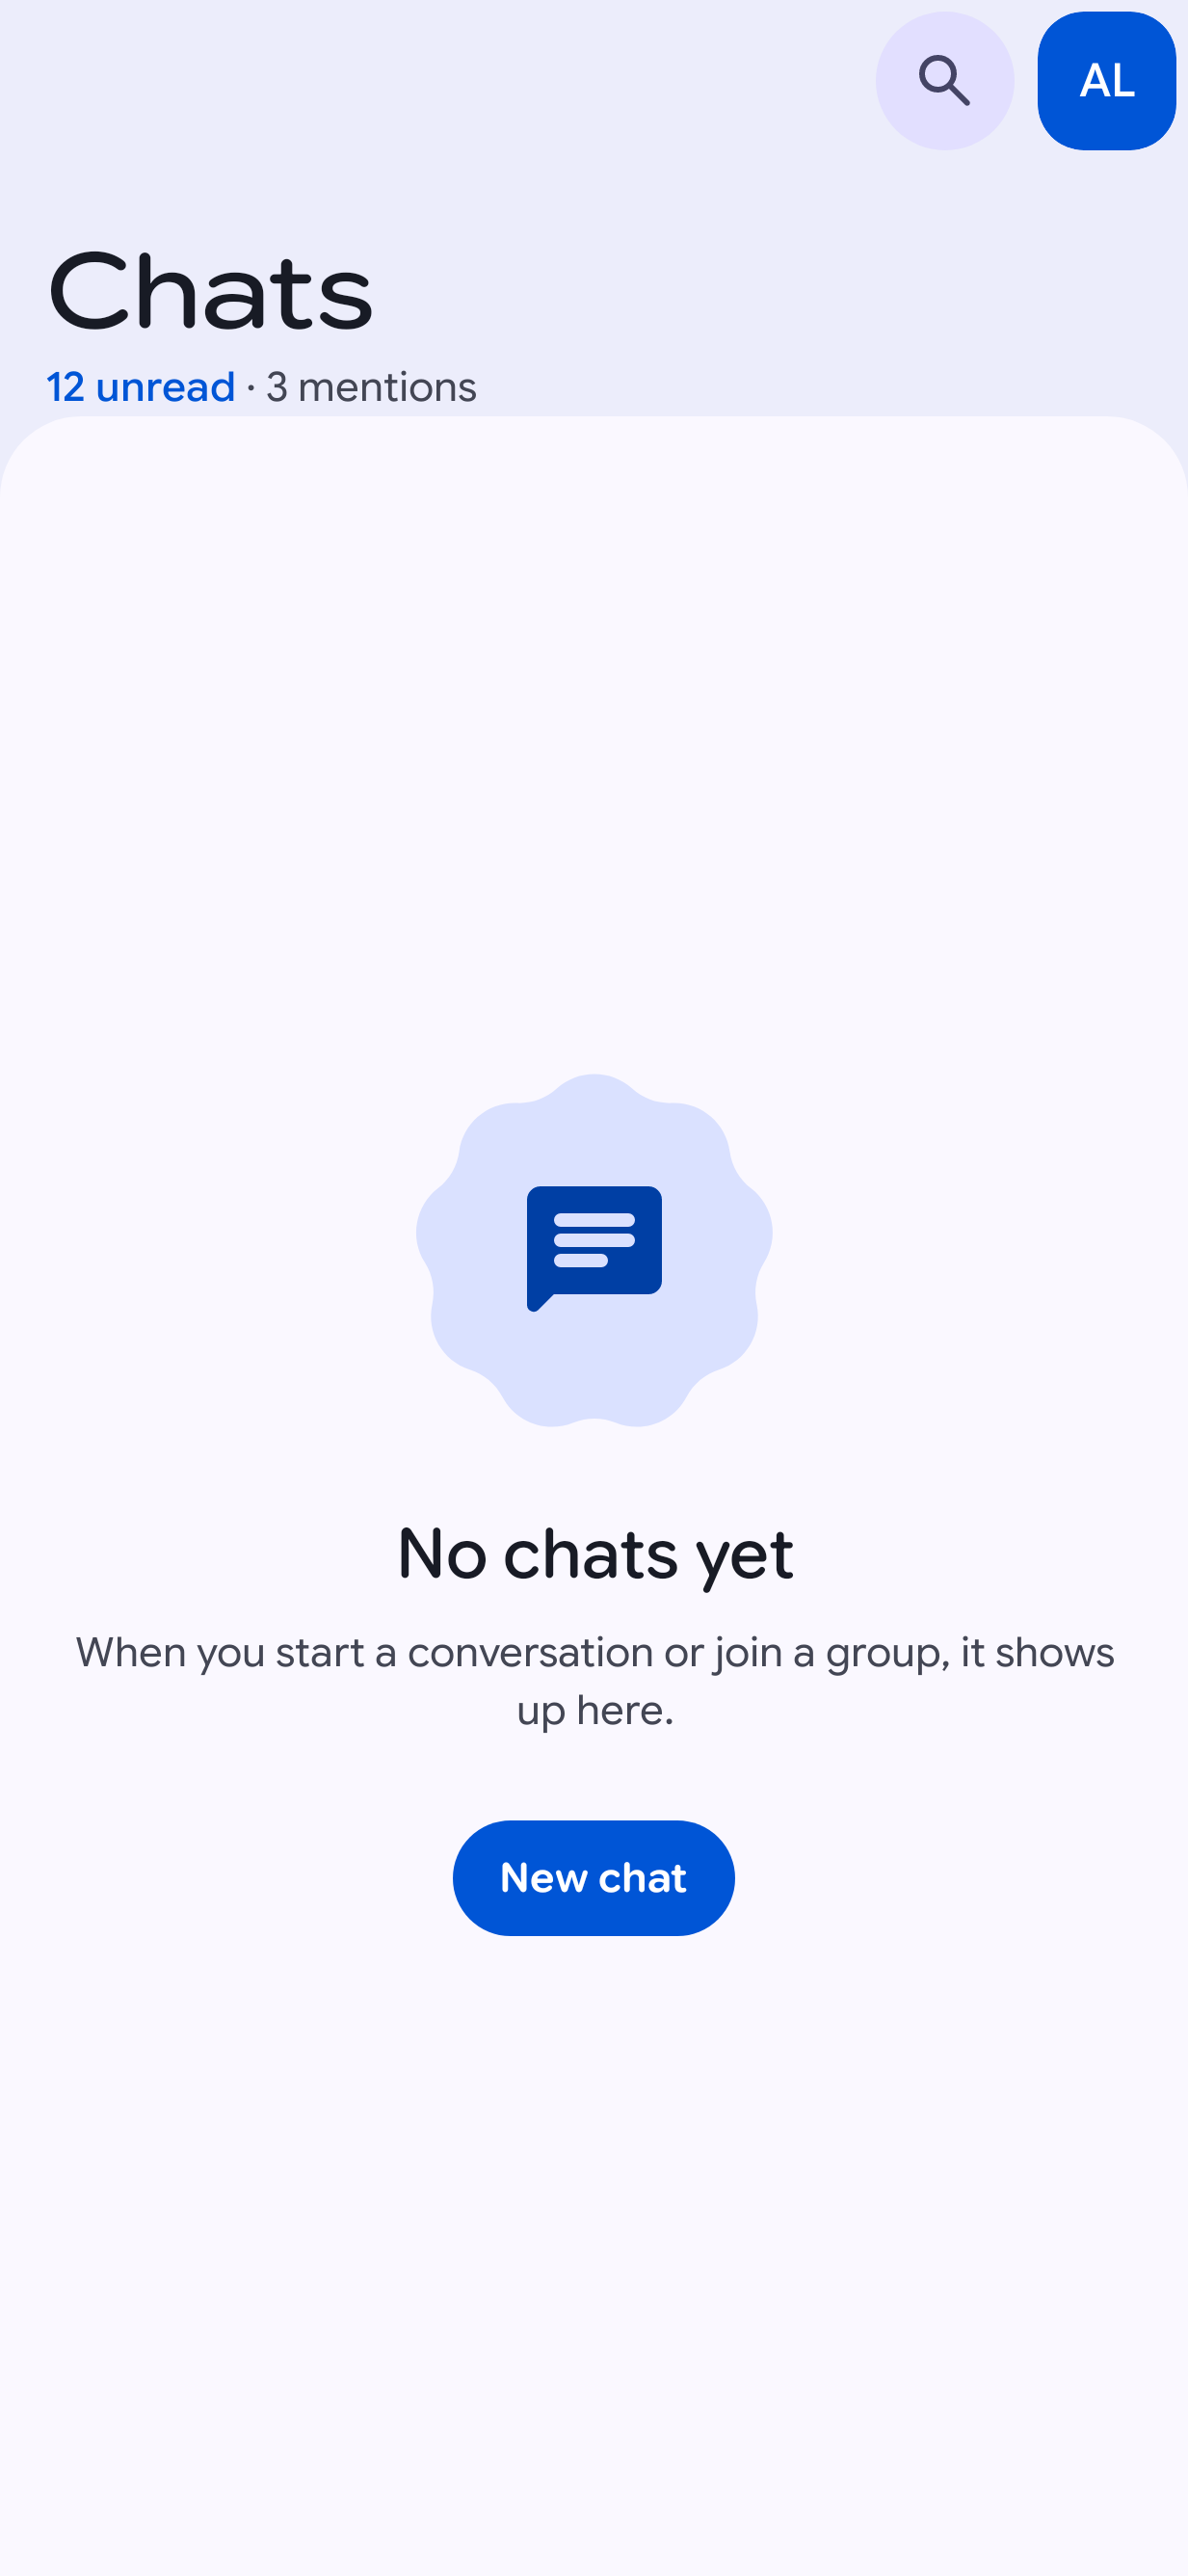 AL
Chats
12 unread · 3 mentions
No chats yet
When you start a conversation or join a group, it shows
up here.
New chat